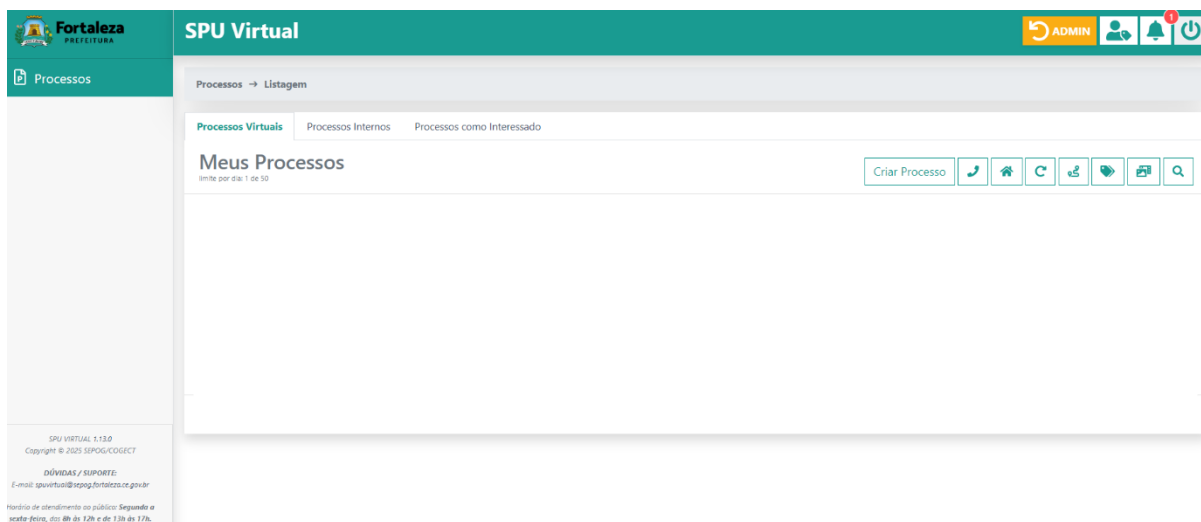 Fortaleza
PREFEITURA
SPU Virtual
ADMIN
1
Processos
Processos → Listagem
Processos Virtuais Processos Internos Processos como Interessado
Meus Processos
limite por dia: 1 de 50
Criar Processo
SPU VIRTUAL 1.13.0
Copyright © 2025 SEPOG/COGECT
DÚVIDAS / SUPORTE:
E-mail: spuvirtual@sepog.fortaleza.ce.gov.br
Horário de atendimento ao público: Segunda a
sexta-feira, das 8h às 12h e de 13h às 17h.